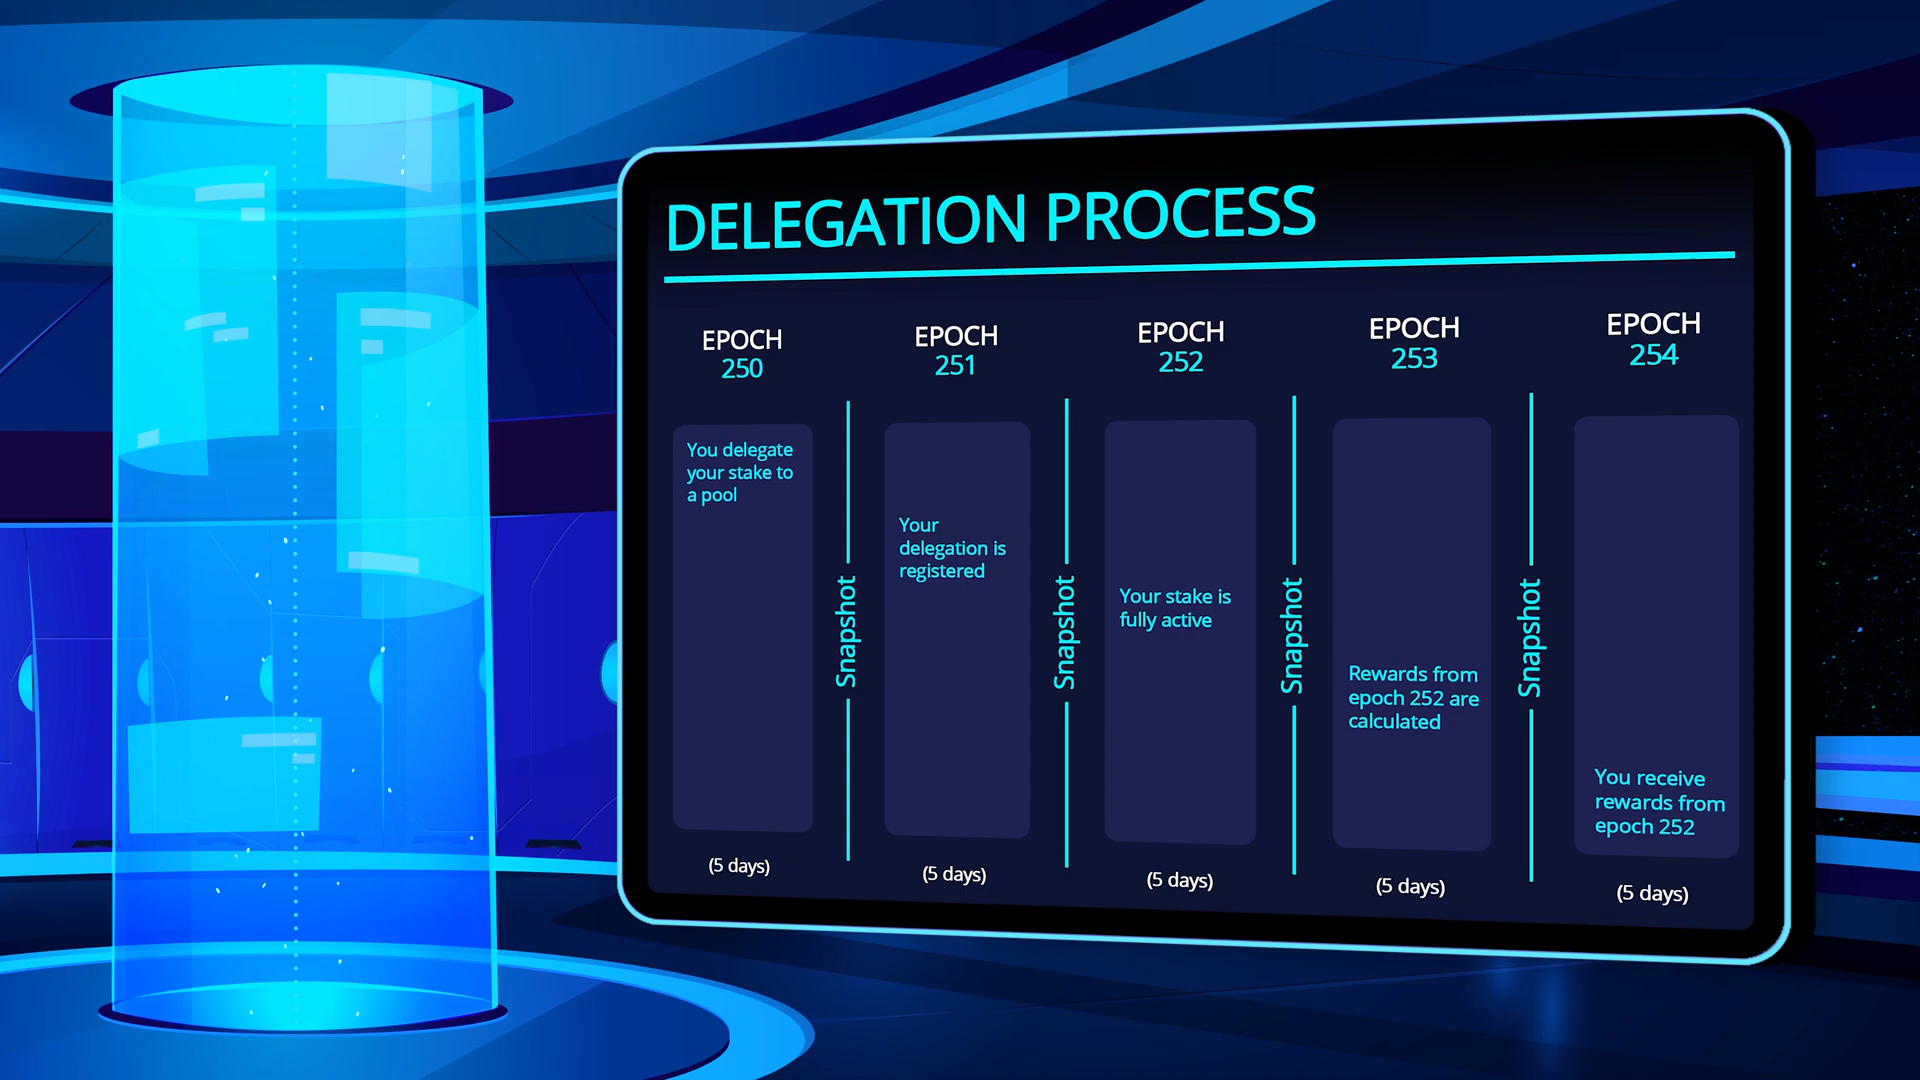 DELEGATION PROCESS
EPOCH
250
You delegate
your stake to
a pool
(5 days)
Snapshot
EPOCH
251
Your
delegation is
registered
(5 days)
Snapshot
EPOCH
252
Your stake is
fully active
(5 days)
Snapshot
EPOCH
253
Rewards from
epoch 252 are
calculated
(5 days)
Snapshot
EPOCH
254
You receive
rewards from
epoch 252
(5 days)